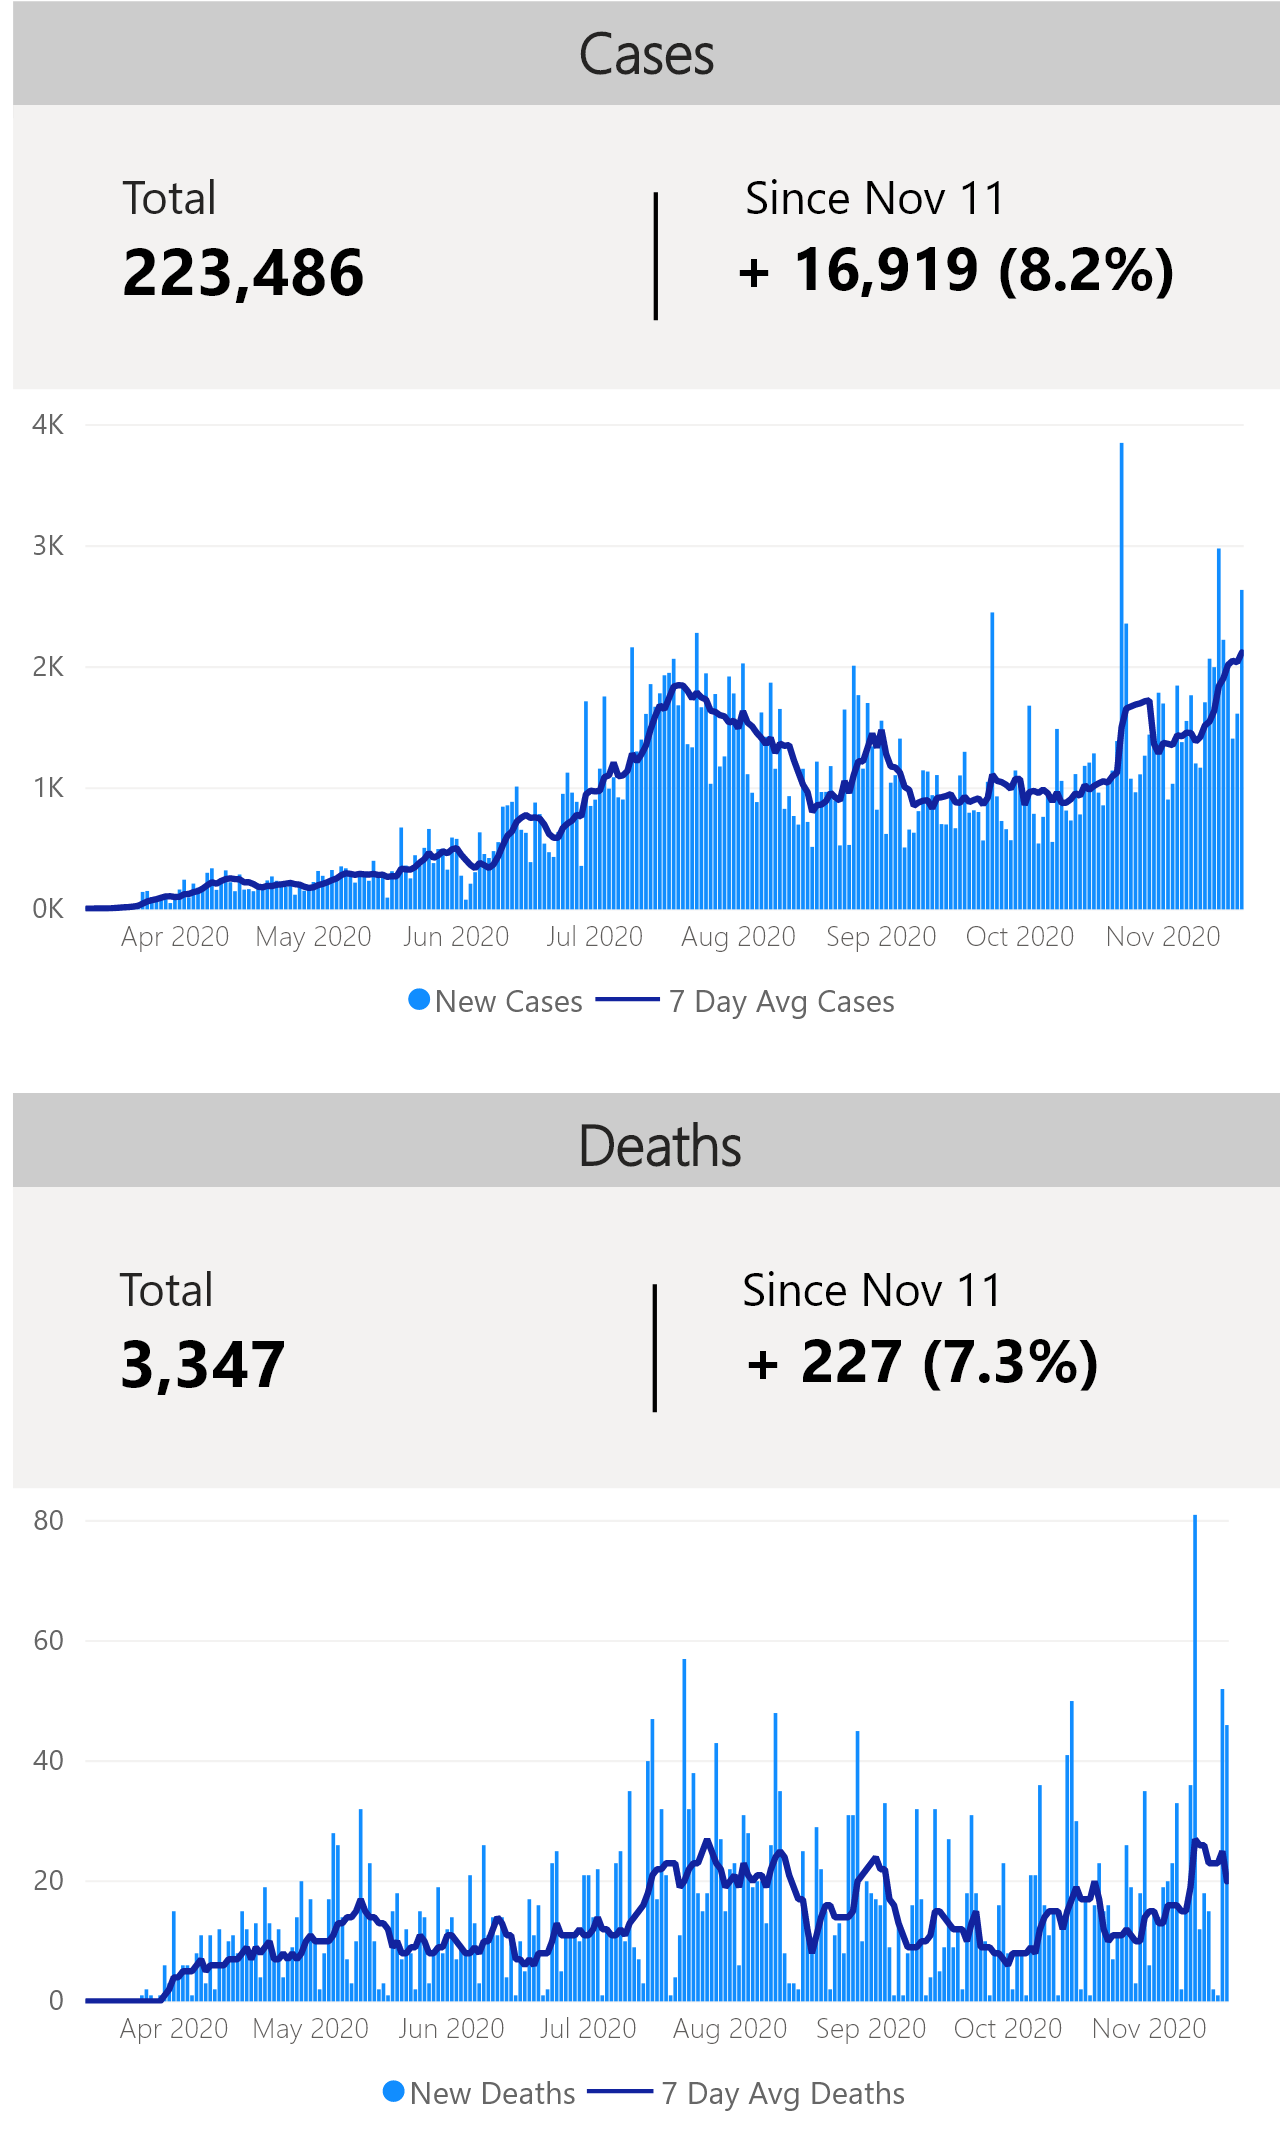 Cases
Total
Since Nov 11
223,486
+ 16,919 (8.2%)
4K
3K
2K
1K
0K
Apr 2020 May 2020 Jun 2020 Jul 2020 Aug 2020 Sep 2020 Oct 2020 Nov 2020
New Cases 7 Day Avg Cases
Deaths
Total
Since Nov 11
3,347
+ 227 (7.3%)
80
60
40
20
0
Apr 2020 May 2020 Jun 2020 Jul 2020 Aug 2020 Sep 2020 Oct 2020 Nov 2020
New Deaths 7 Day Avg Deaths